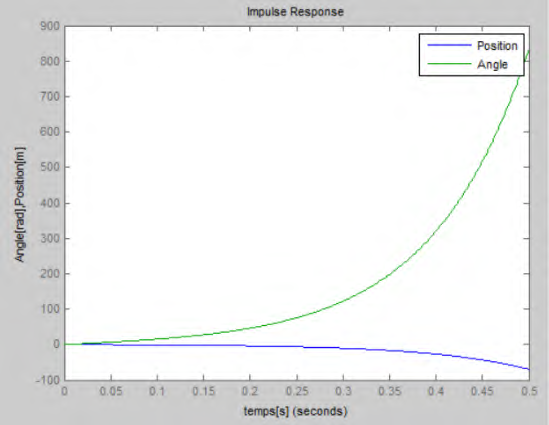 Impulse Response
900
800
700
600
500
400
300
200
100
0
-100
Angle[rad],Position[m]
Position
Angle
0 0.05 0.1 0.15 0.2 0.25 0.3 0.35 0.4 0.45 0.5
temps[s] (seconds)